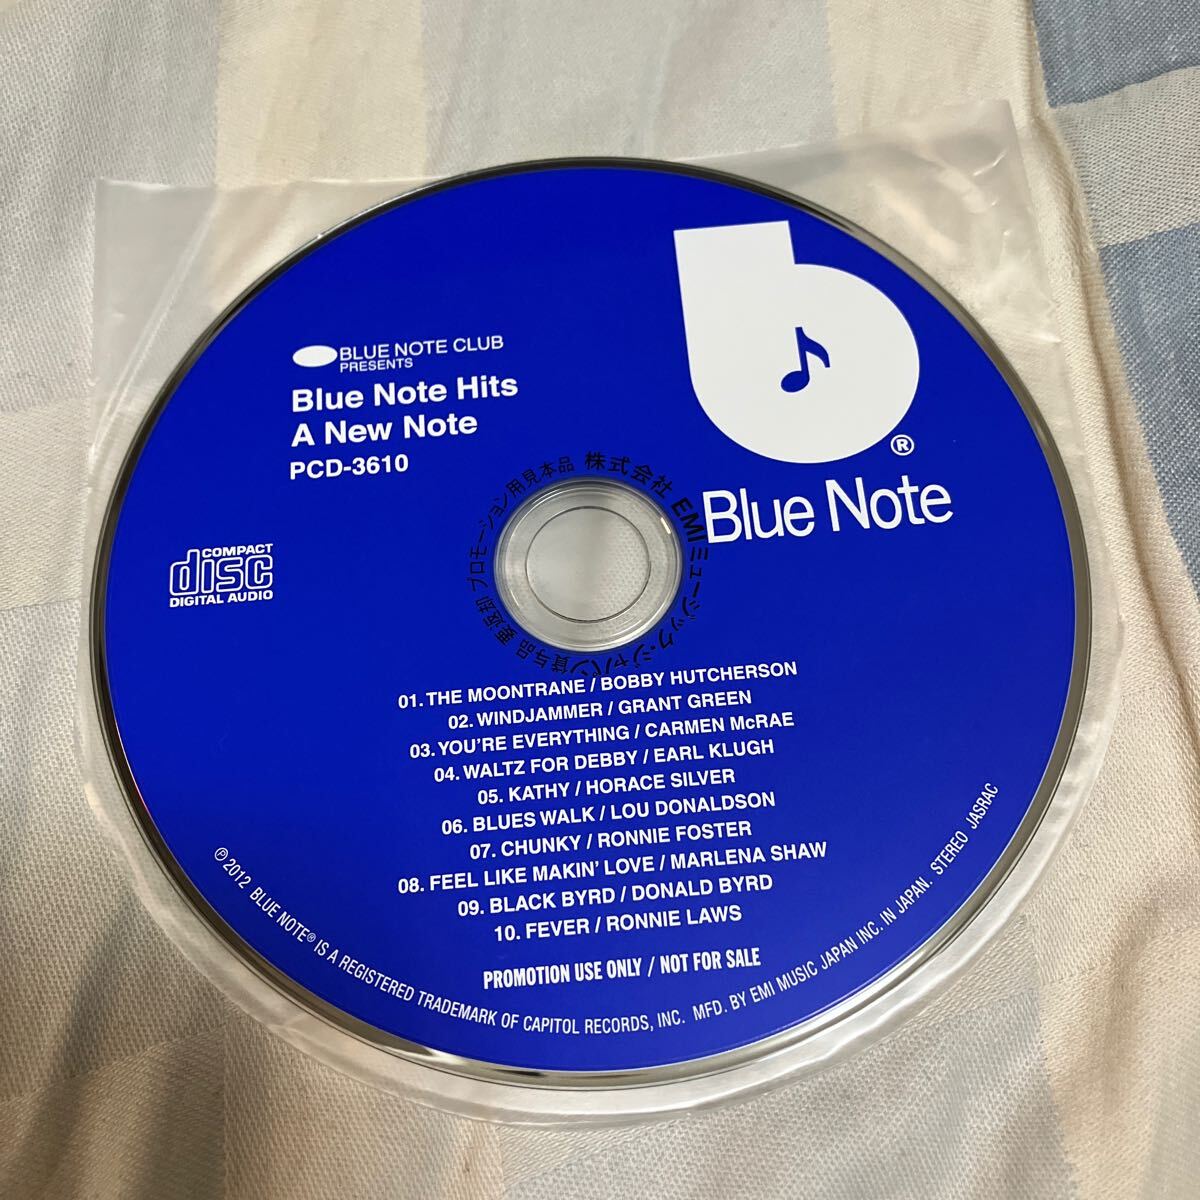 BLUE NOTE CLUB
PRESENTS
Blue Note Hits
A New Note
PCD-3610
b
®
Blue Note
COMPACT
disc
DIGITAL AUDIO
株式会社 EMIミュージック・ジャパン 貸与品 要返却 プロモーション用見本品
01. THE MOONTRANE / BOBBY HUTCHERSON
02. WINDJAMMER / GRANT GREEN
03. YOU'RE EVERYTHING / CARMEN McRAE
04. WALTZ FOR DEBBY / EARL KLUGH
05. KATHY / HORACE SILVER
06. BLUES WALK / LOU DONALDSON
07. CHUNKY / RONNIE FOSTER
08. FEEL LIKE MAKIN' LOVE / MARLENA SHAW
09. BLACK BYRD / DONALD BYRD
10. FEVER / RONNIE LAWS
PROMOTION USE ONLY / NOT FOR SALE
℗ 2012 BLUE NOTE® IS A REGISTERED TRADEMARK OF CAPITOL RECORDS, INC. MFD. BY EMI MUSIC JAPAN INC. IN JAPAN. STEREO JASRAC